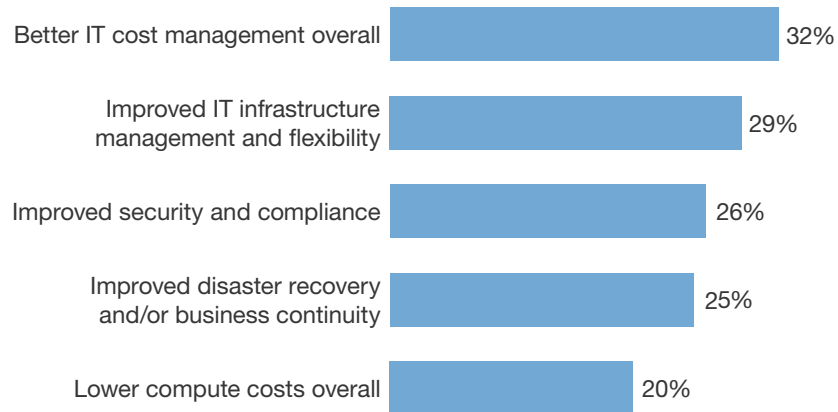 Better IT cost management overall 32%
Improved IT infrastructure
management and flexibility 29%
Improved security and compliance 26%
Improved disaster recovery
and/or business continuity 25%
Lower compute costs overall 20%